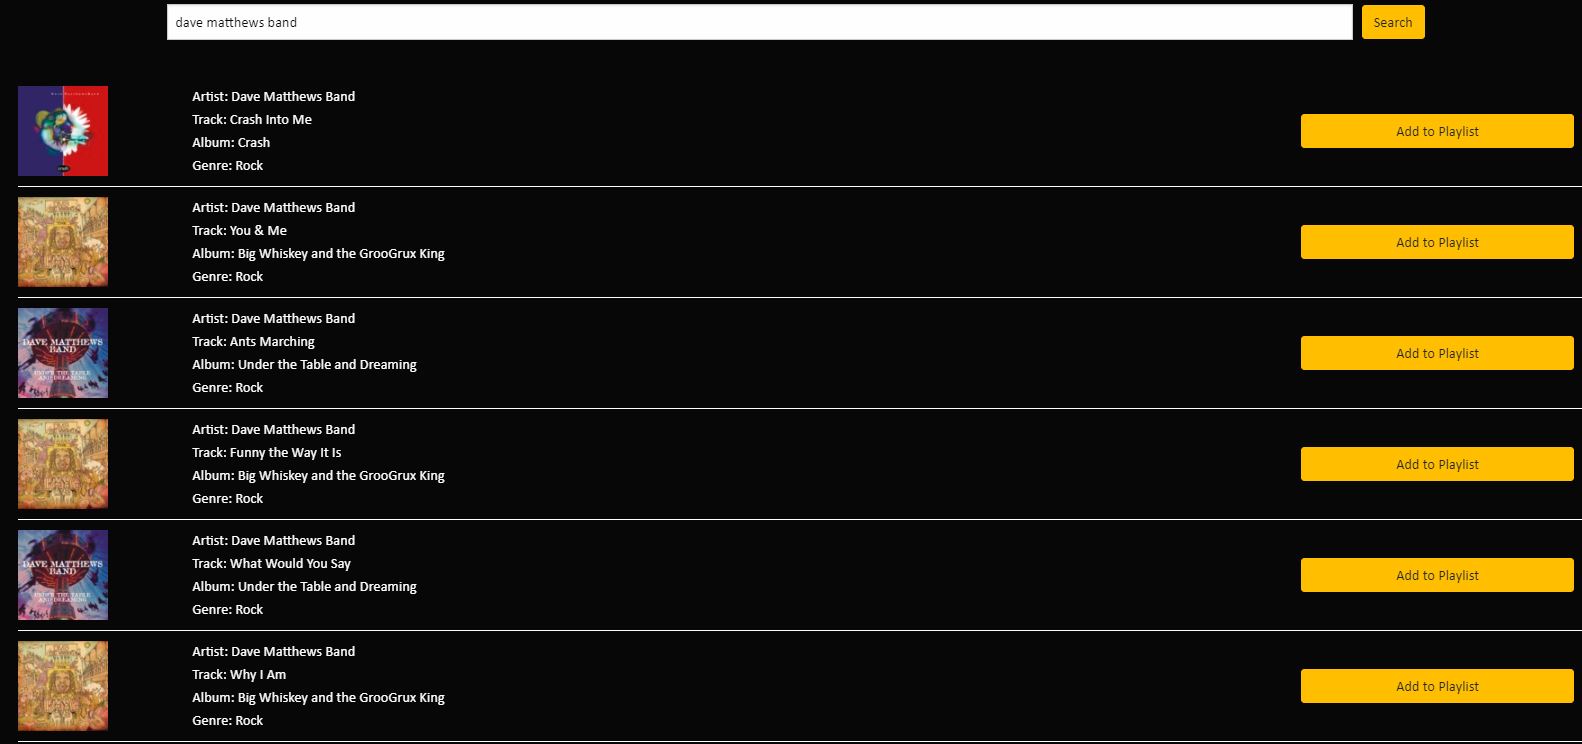 dave matthews band
Search
Artist: Dave Matthews Band
Track: Crash Into Me
Album: Crash
Genre: Rock
Add to Playlist
Artist: Dave Matthews Band
Track: You & Me
Album: Big Whiskey and the GrooGrux King
Genre: Rock
Add to Playlist
DAVE MATTHEWS
BAND
UNDER THE TABLE
AND DREAMING
Artist: Dave Matthews Band
Track: Ants Marching
Album: Under the Table and Dreaming
Genre: Rock
Add to Playlist
Artist: Dave Matthews Band
Track: Funny the Way It Is
Album: Big Whiskey and the GrooGrux King
Genre: Rock
Add to Playlist
DAVE MATTHEWS
BAND
UNDER THE TABLE
AND DREAMING
Artist: Dave Matthews Band
Track: What Would You Say
Album: Under the Table and Dreaming
Genre: Rock
Add to Playlist
Artist: Dave Matthews Band
Track: Why I Am
Album: Big Whiskey and the GrooGrux King
Genre: Rock
Add to Playlist